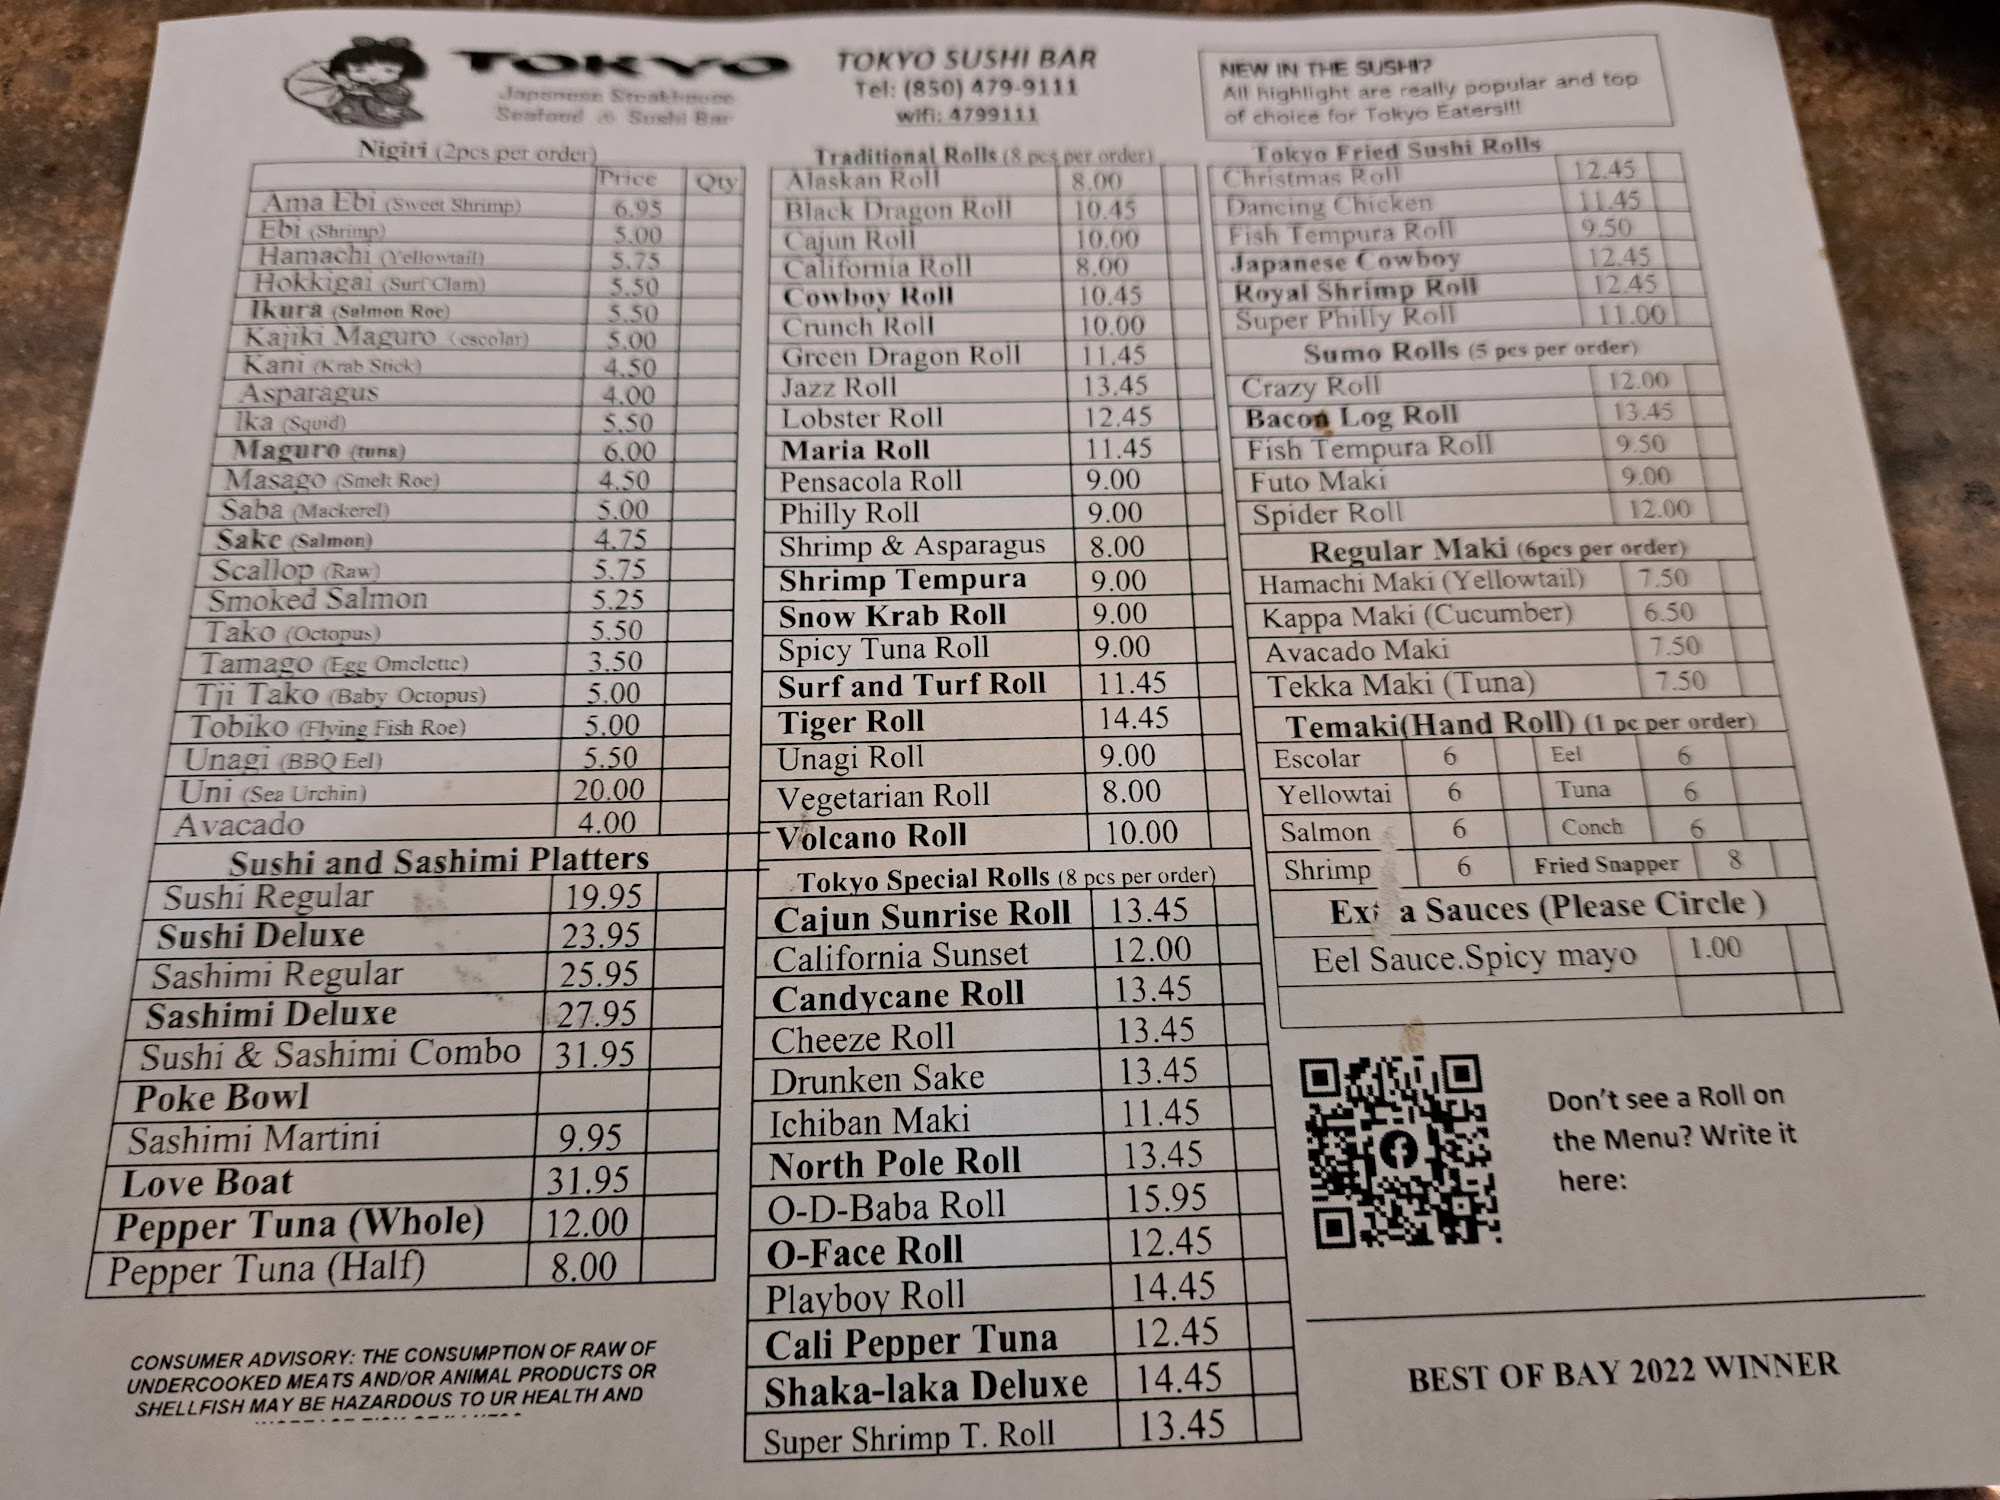 TOKYO
Japanese Steakhouse
Seafood & Sushi Bar
TOKYO SUSHI BAR
Tel: (850) 479-9111
wifi: 4799111
NEW IN THE SUSHI?
All highlight are really popular and top
of choice for Tokyo Eaters!!!
Nigiri (2pcs per order)
Price Qty
Ama Ebi (Sweet Shrimp) 6.95
Ebi (Shrimp) 5.00
Hamachi (Yellowtail) 5.75
Hokkigai (Surf Clam) 5.50
Ikura (Salmon Roe) 5.50
Kajiki Maguro (escolar) 5.00
Kani (Krab Stick) 4.50
Asparagus 4.00
Ika (Squid) 5.50
Maguro (tuna) 6.00
Masago (Smelt Roe) 4.50
Saba (Mackerel) 5.00
Sake (Salmon) 4.75
Scallop (Raw) 5.75
Smoked Salmon 5.25
Tako (Octopus) 5.50
Tamago (Egg Omelette) 3.50
Tji Tako (Baby Octopus) 5.00
Tobiko (Flying Fish Roe) 5.00
Unagi (BBQ Eel) 5.50
Uni (Sea Urchin) 20.00
Avacado 4.00
Sushi and Sashimi Platters
Sushi Regular 19.95
Sushi Deluxe 23.95
Sashimi Regular 25.95
Sashimi Deluxe 27.95
Sushi & Sashimi Combo 31.95
Poke Bowl
Sashimi Martini 9.95
Love Boat 31.95
Pepper Tuna (Whole) 12.00
Pepper Tuna (Half) 8.00
CONSUMER ADVISORY: THE CONSUMPTION OF RAW OF
UNDERCOOKED MEATS AND/OR ANIMAL PRODUCTS OR
SHELLFISH MAY BE HAZARDOUS TO UR HEALTH AND
Traditional Rolls (8 pcs per order)
Alaskan Roll 8.00
Black Dragon Roll 10.45
Cajun Roll 10.00
California Roll 8.00
Cowboy Roll 10.45
Crunch Roll 10.00
Green Dragon Roll 11.45
Jazz Roll 13.45
Lobster Roll 12.45
Maria Roll 11.45
Pensacola Roll 9.00
Philly Roll 9.00
Shrimp & Asparagus 8.00
Shrimp Tempura 9.00
Snow Krab Roll 9.00
Spicy Tuna Roll 9.00
Surf and Turf Roll 11.45
Tiger Roll 14.45
Unagi Roll 9.00
Vegetarian Roll 8.00
Volcano Roll 10.00
Tokyo Special Rolls (8 pcs per order)
Cajun Sunrise Roll 13.45
California Sunset 12.00
Candycane Roll 13.45
Cheeze Roll 13.45
Drunken Sake 13.45
Ichiban Maki 11.45
North Pole Roll 13.45
O-D-Baba Roll 15.95
O-Face Roll 12.45
Playboy Roll 14.45
Cali Pepper Tuna 12.45
Shaka-laka Deluxe 14.45
Super Shrimp T. Roll 13.45
Tokyo Fried Sushi Rolls
Christmas Roll 12.45
Dancing Chicken 11.45
Fish Tempura Roll 9.50
Japanese Cowboy 12.45
Royal Shrimp Roll 12.45
Super Philly Roll 11.00
Sumo Rolls (5 pcs per order)
Crazy Roll 12.00
Bacon Log Roll 13.45
Fish Tempura Roll 9.50
Futo Maki 9.00
Spider Roll 12.00
Regular Maki (6pcs per order)
Hamachi Maki (Yellowtail) 7.50
Kappa Maki (Cucumber) 6.50
Avacado Maki 7.50
Tekka Maki (Tuna) 7.50
Temaki(Hand Roll) (1 pc per order)
Escolar 6 Eel 6
Yellowtai 6 Tuna 6
Salmon 6 Conch 6
Shrimp 6 Fried Snapper 8
Extra Sauces (Please Circle )
Eel Sauce.Spicy mayo 1.00
Don't see a Roll on
the Menu? Write it
here:
BEST OF BAY 2022 WINNER